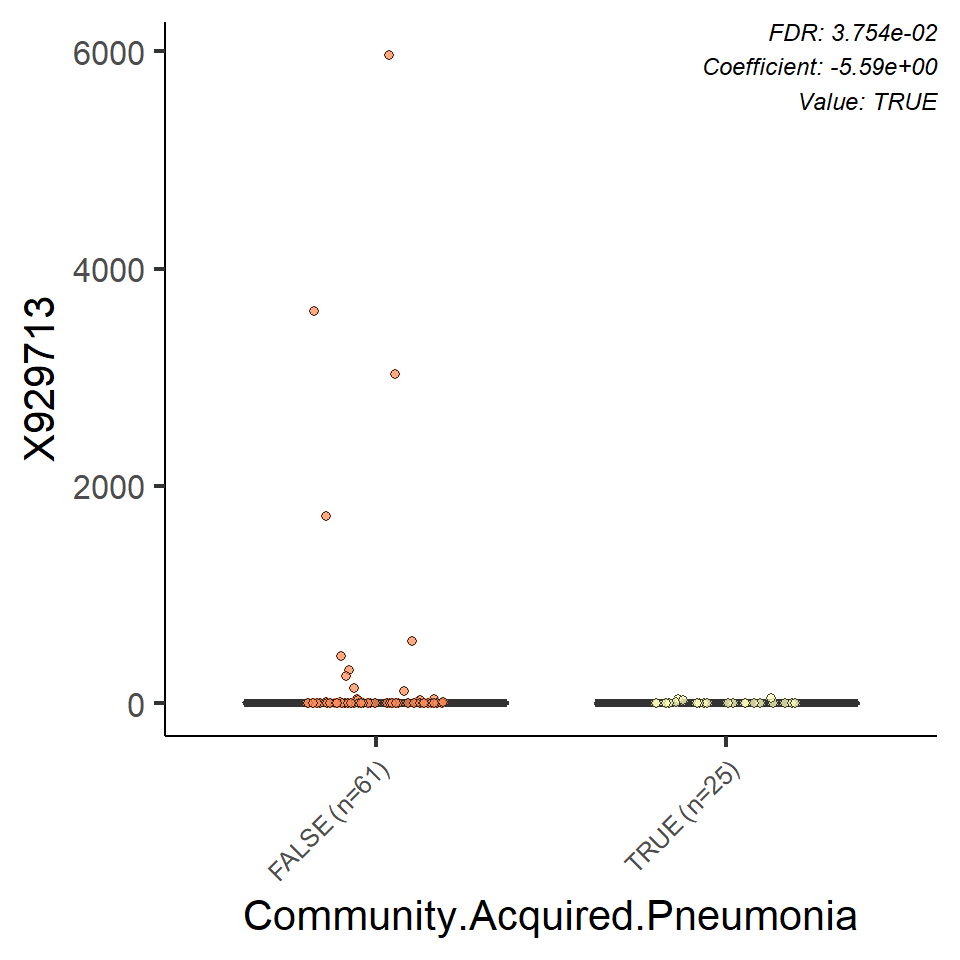 FDR: 3.754e-02
Coefficient: -5.59e+00
Value: TRUE
6000
4000
2000
0
X929713
FALSE (n=61)
TRUE (n=25)
Community.Acquired.Pneumonia